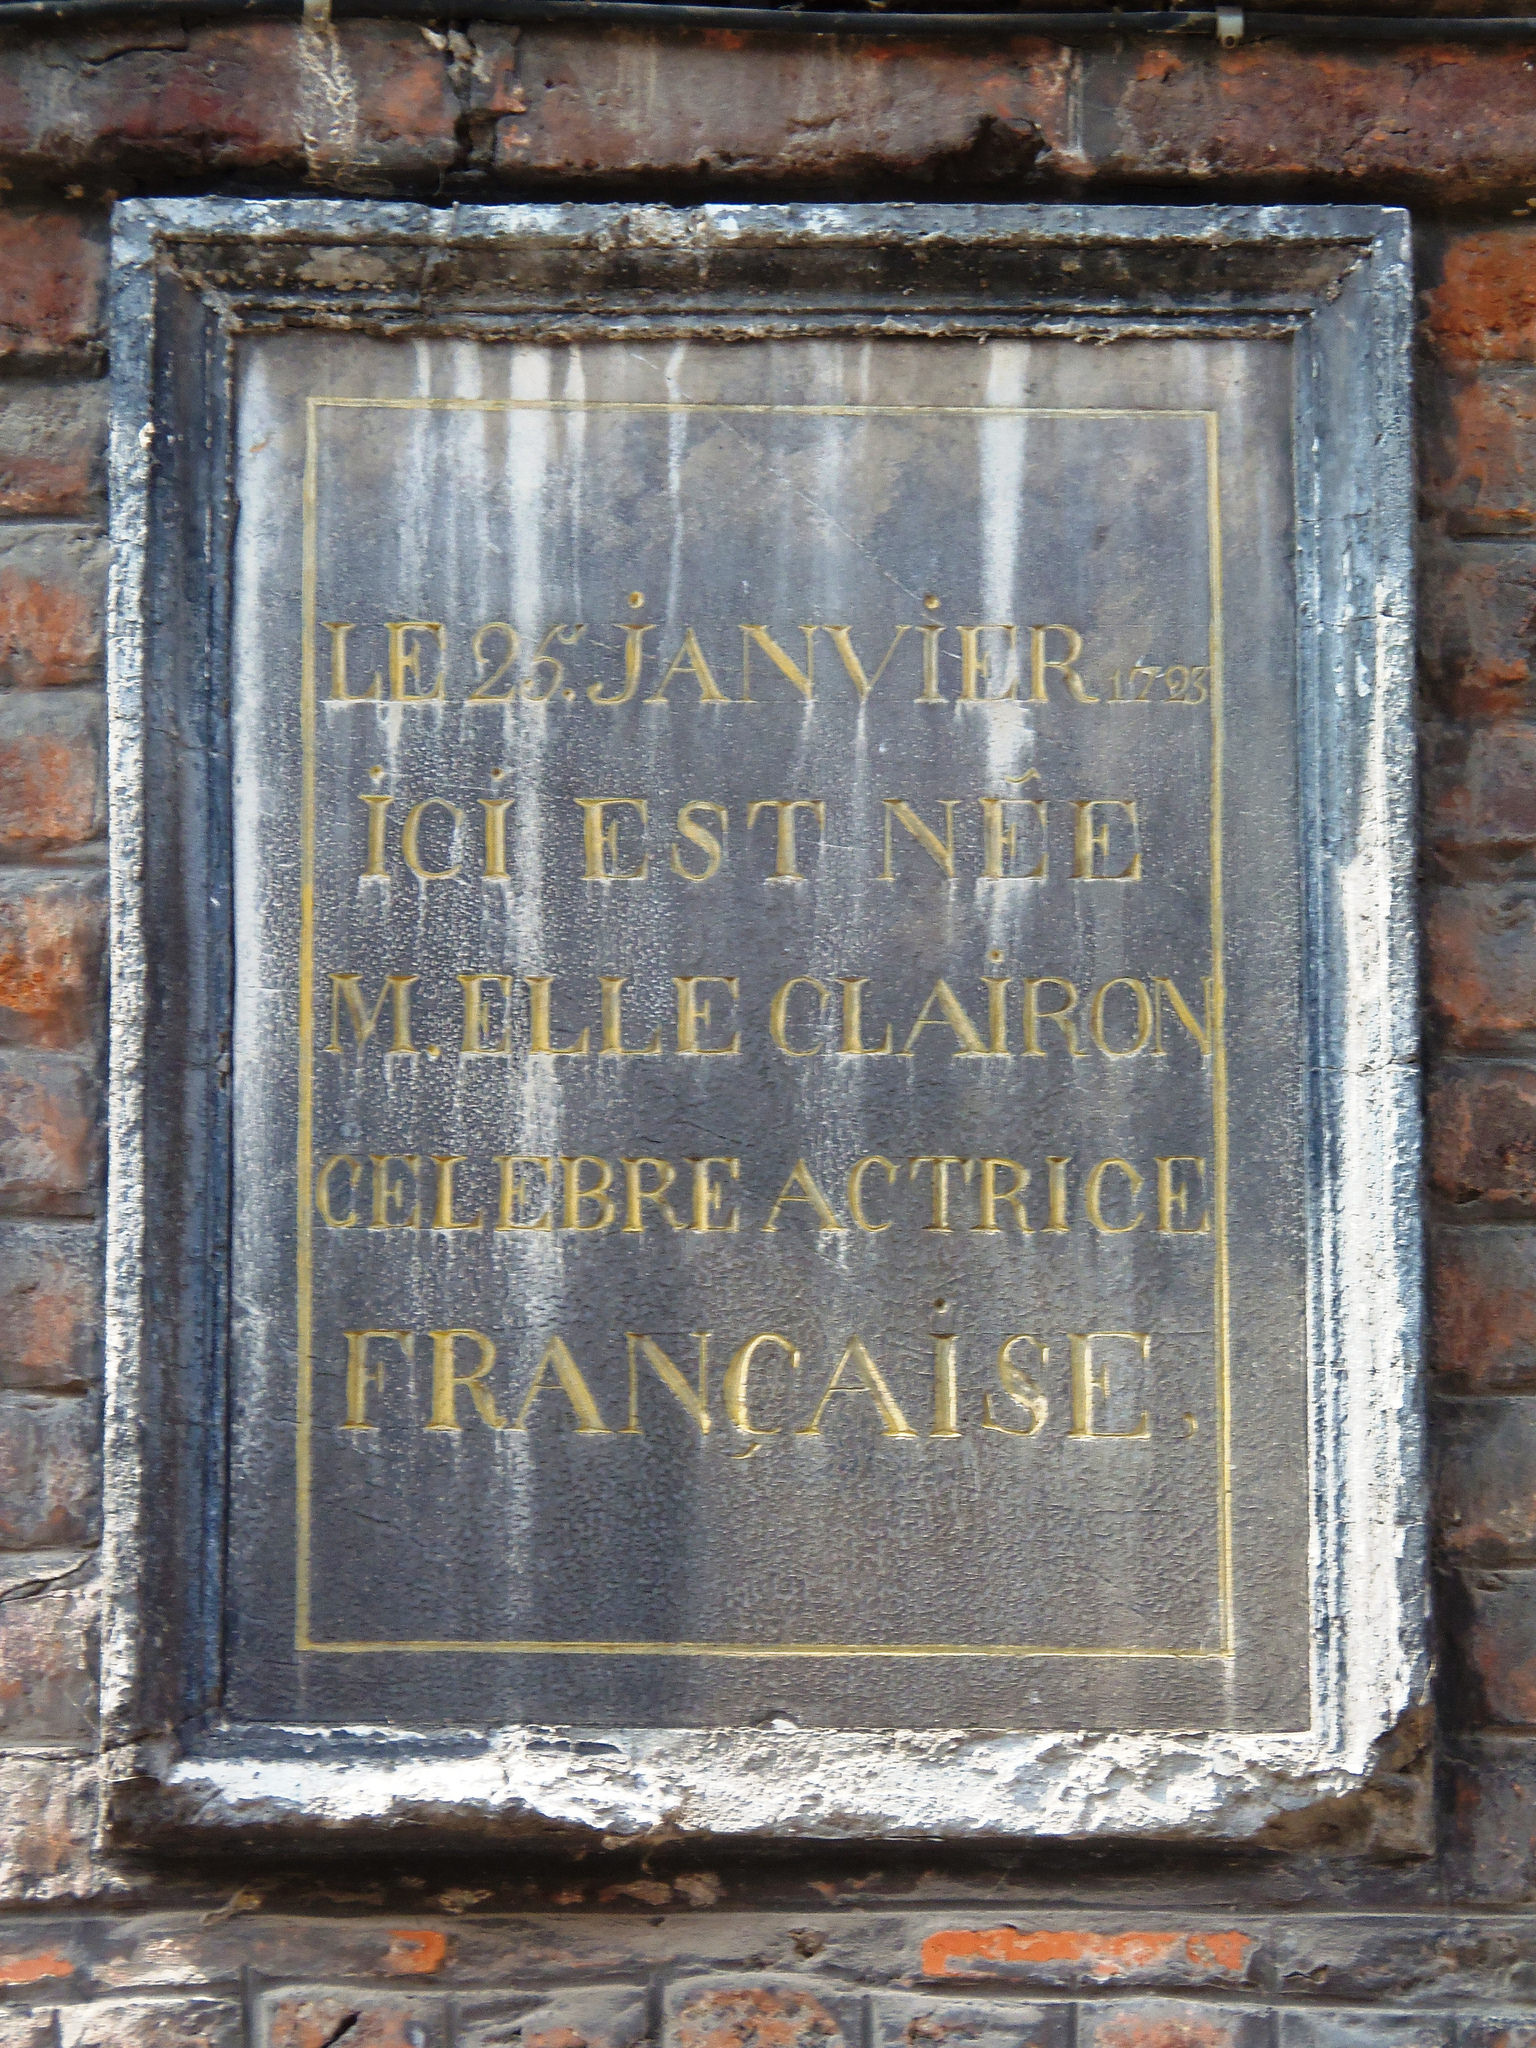 LE 25. JANVIER 1723
ICI EST NÉE
M.ELLE CLAIRON
CELEBRE ACTRICE
FRANÇAISE,